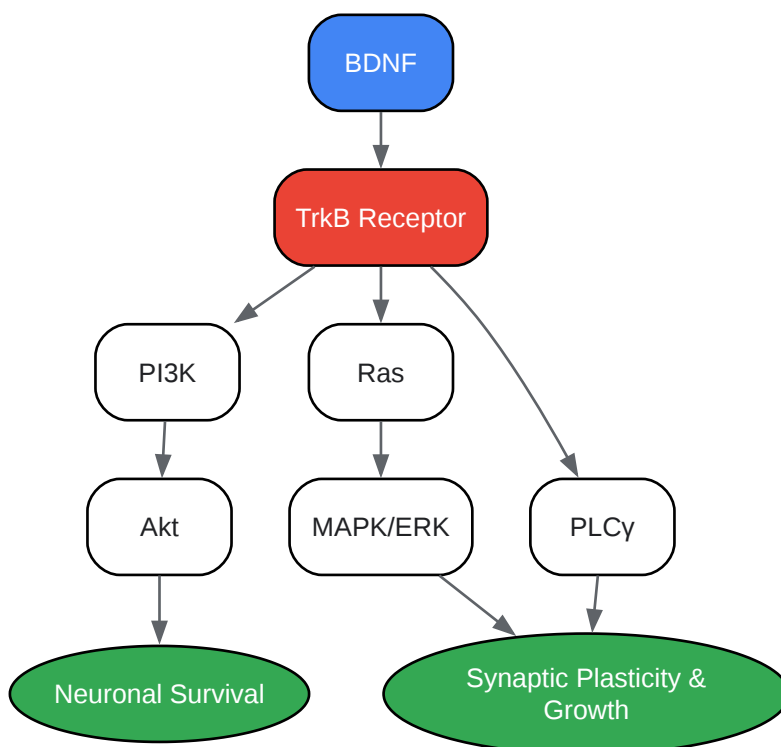 BDNF
TrkB Receptor
PI3K
Ras
Akt
MAPK/ERK
PLCγ
Neuronal Survival
Synaptic Plasticity &
Growth